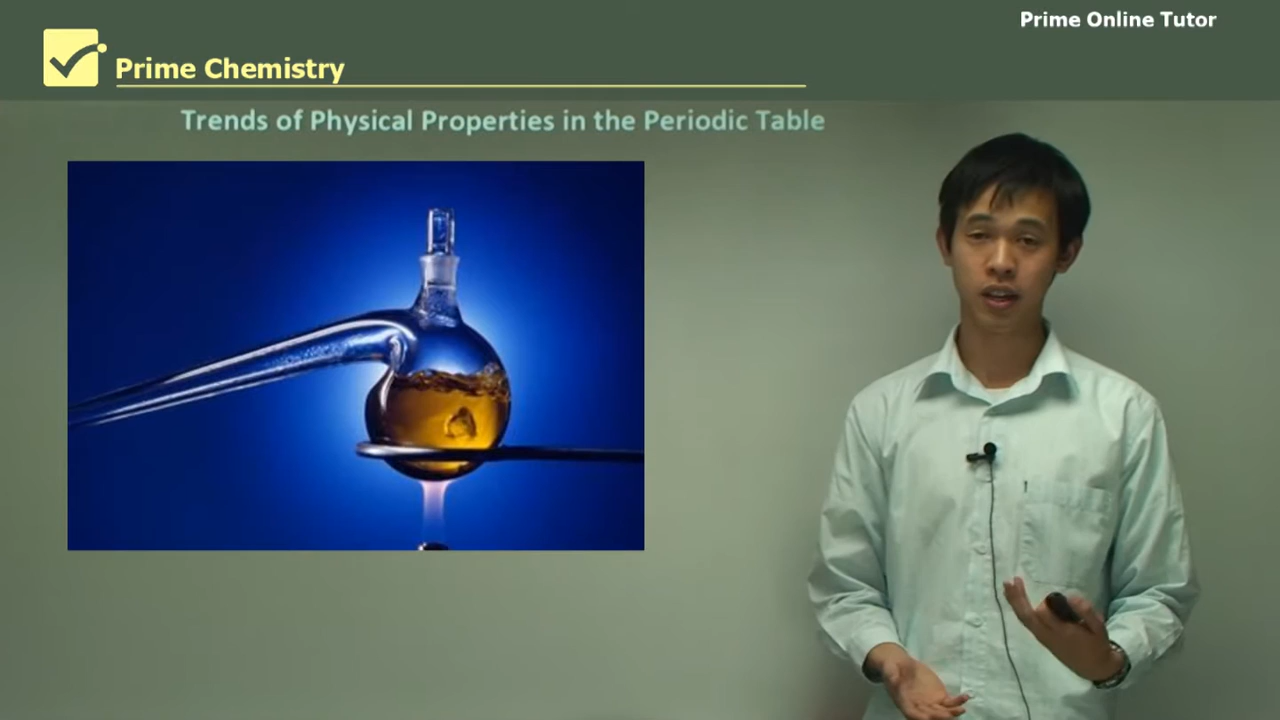 Prime Online Tutor
Prime Chemistry
Trends of Physical Properties in the Periodic Table